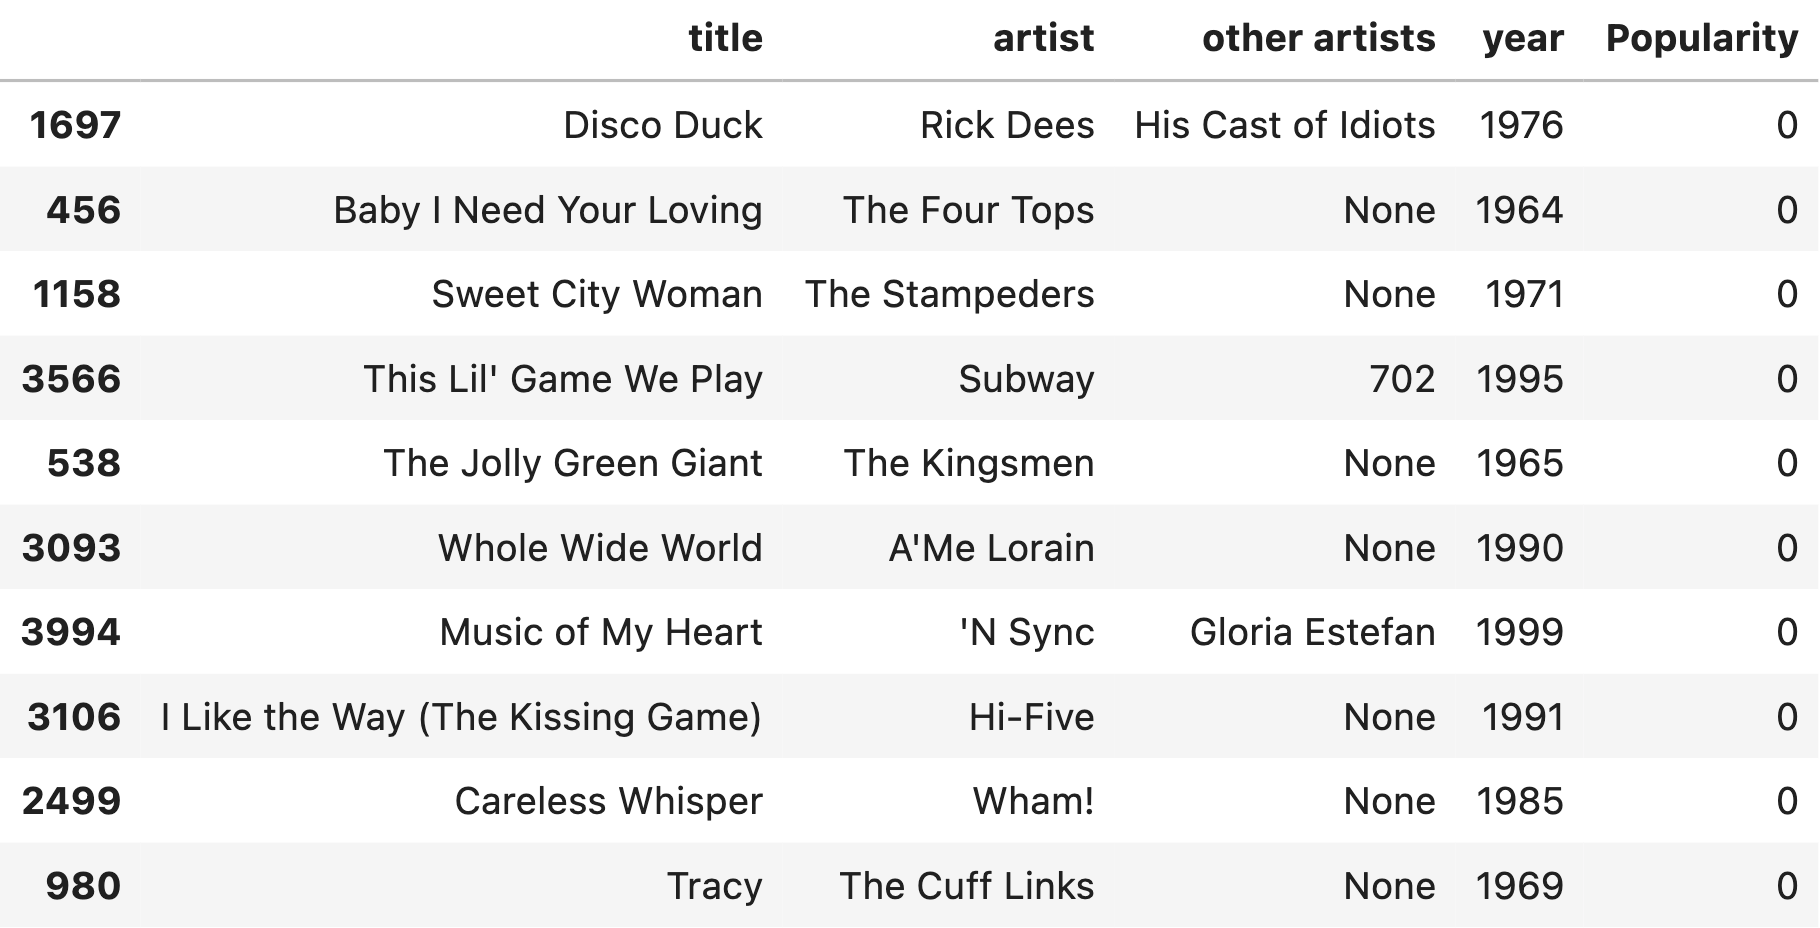 title artist other artists year Popularity
1697 Disco Duck Rick Dees His Cast of Idiots 1976 0
456 Baby I Need Your Loving The Four Tops None 1964 0
1158 Sweet City Woman The Stampeders None 1971 0
3566 This Lil' Game We Play Subway 702 1995 0
538 The Jolly Green Giant The Kingsmen None 1965 0
3093 Whole Wide World A'Me Lorain None 1990 0
3994 Music of My Heart 'N Sync Gloria Estefan 1999 0
3106 I Like the Way (The Kissing Game) Hi-Five None 1991 0
2499 Careless Whisper Wham! None 1985 0
980 Tracy The Cuff Links None 1969 0